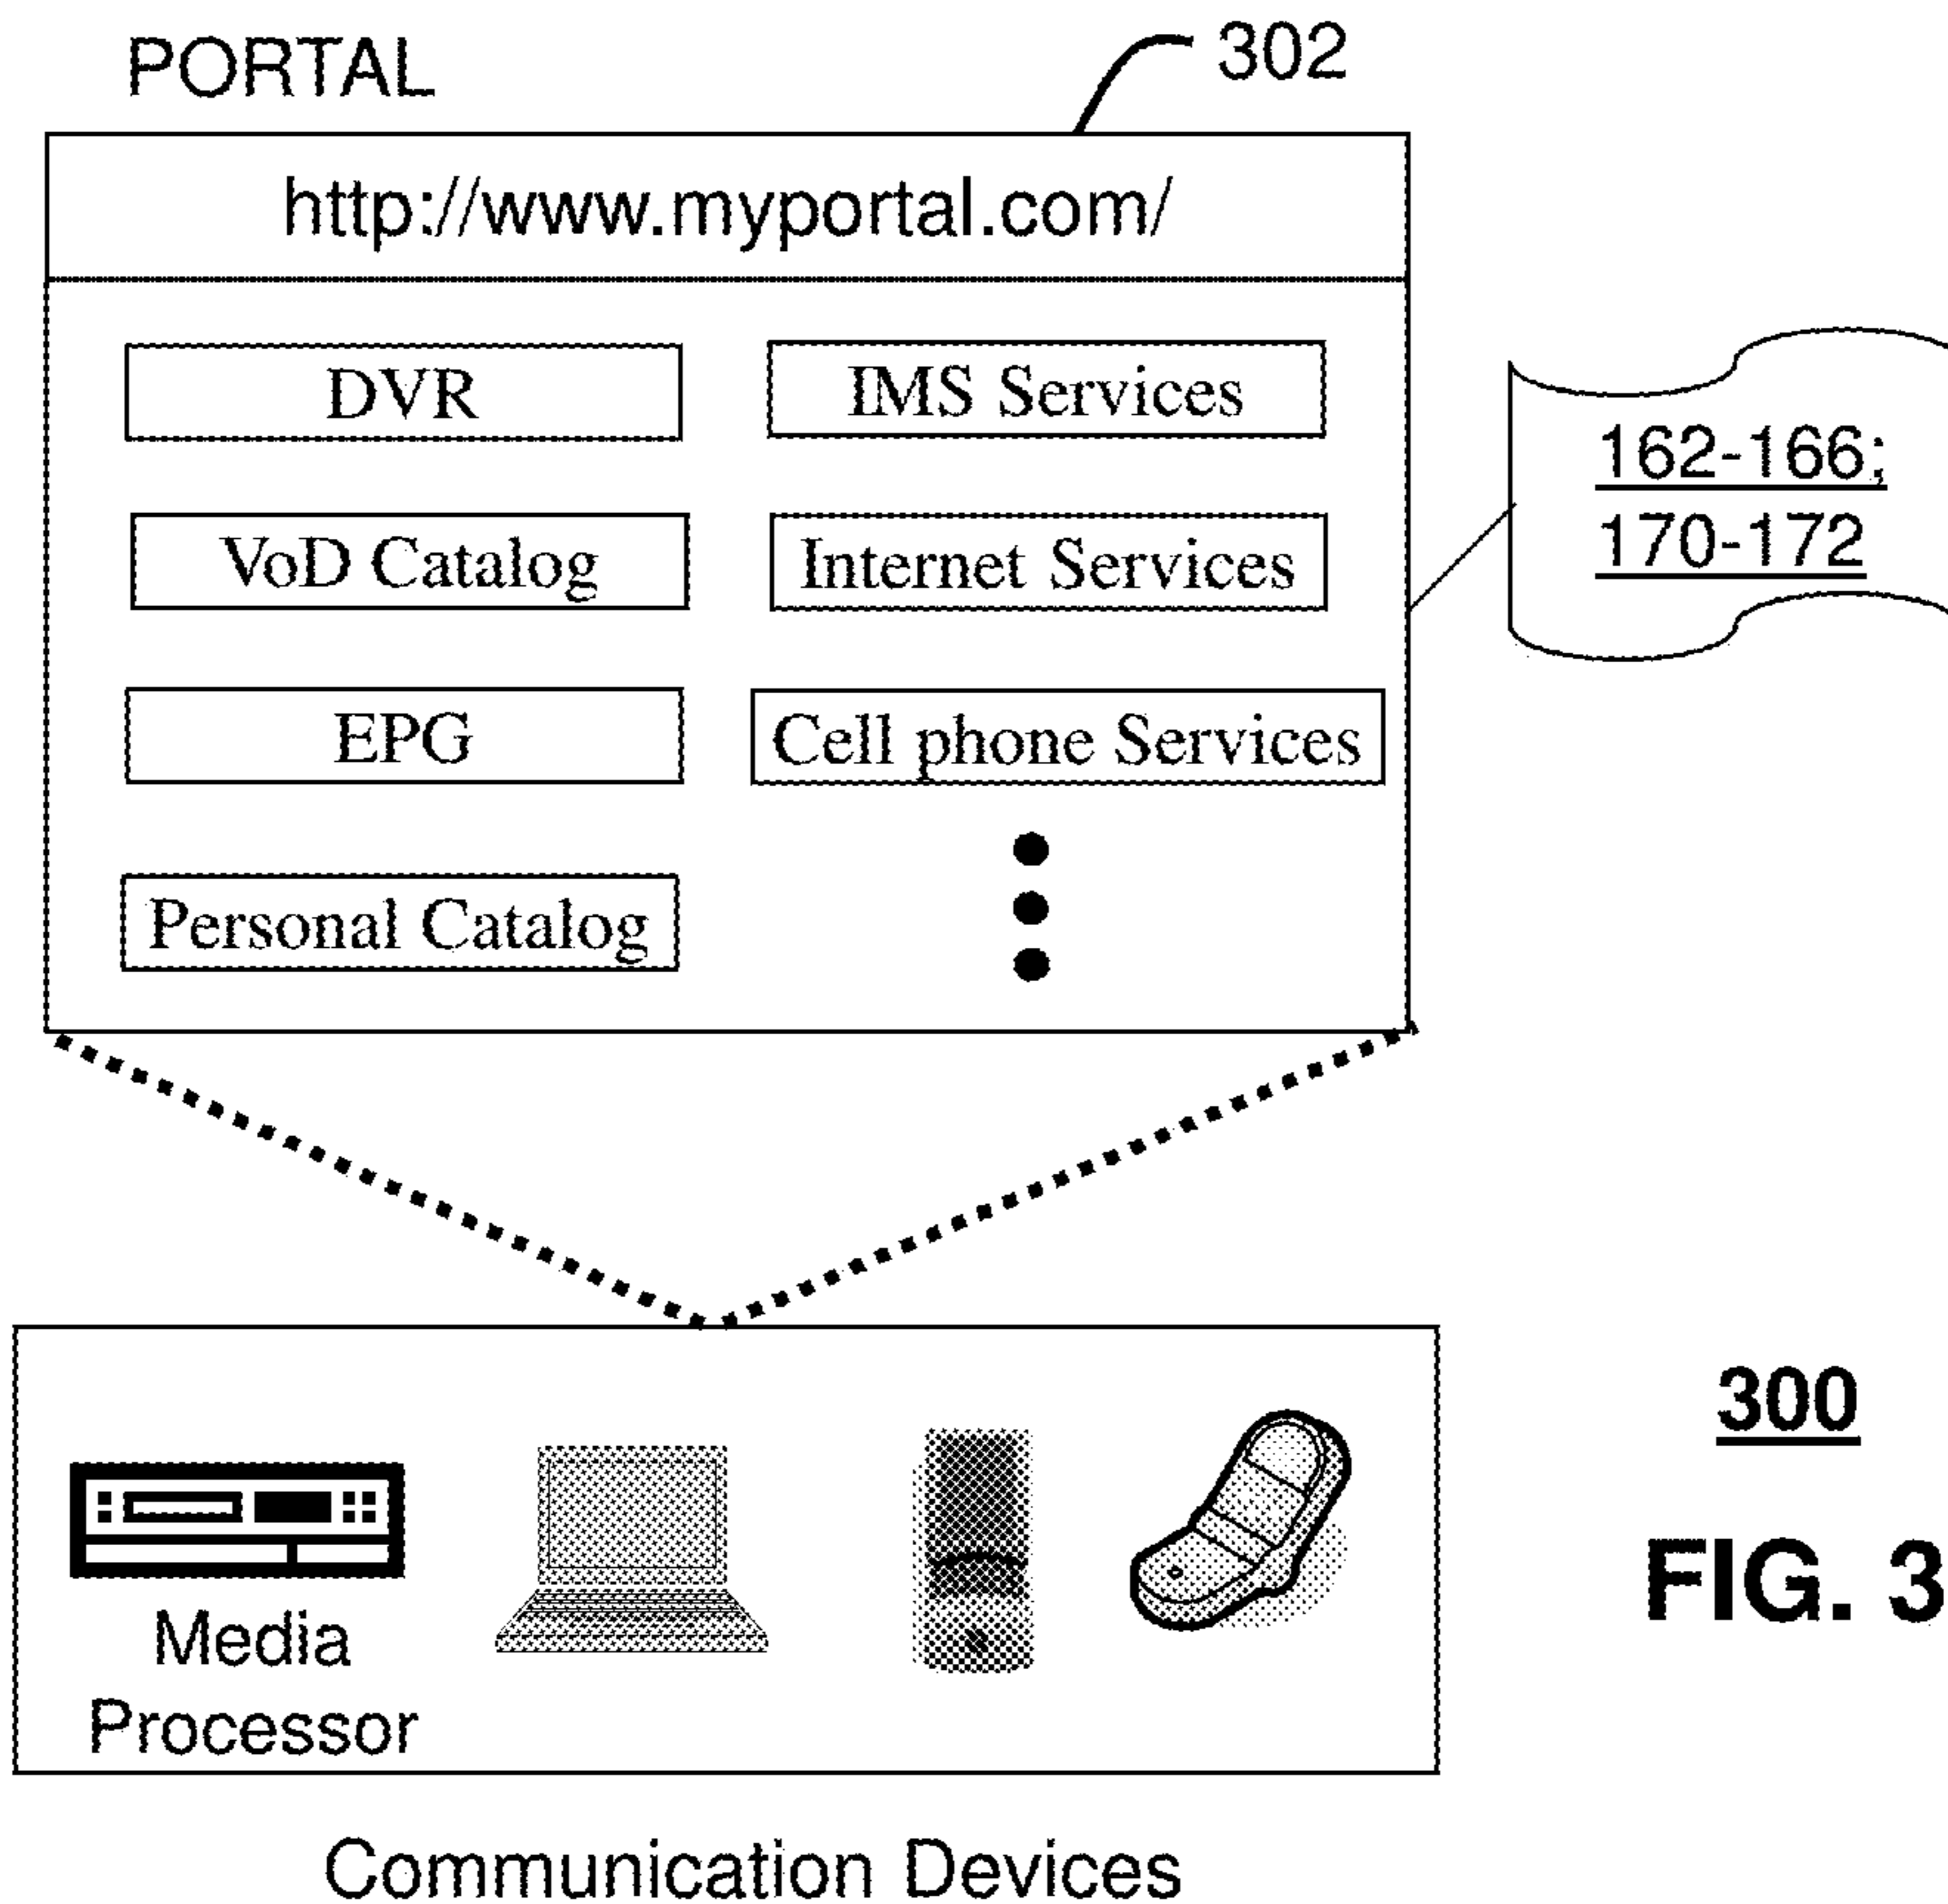 PORTAL
302
http://www.myportal.com/
DVR
IMS Services
VoD Catalog
Internet Services
EPG
Cell phone Services
Personal Catalog
162-166;
170-172
Media
Processor
Communication Devices
300
FIG. 3